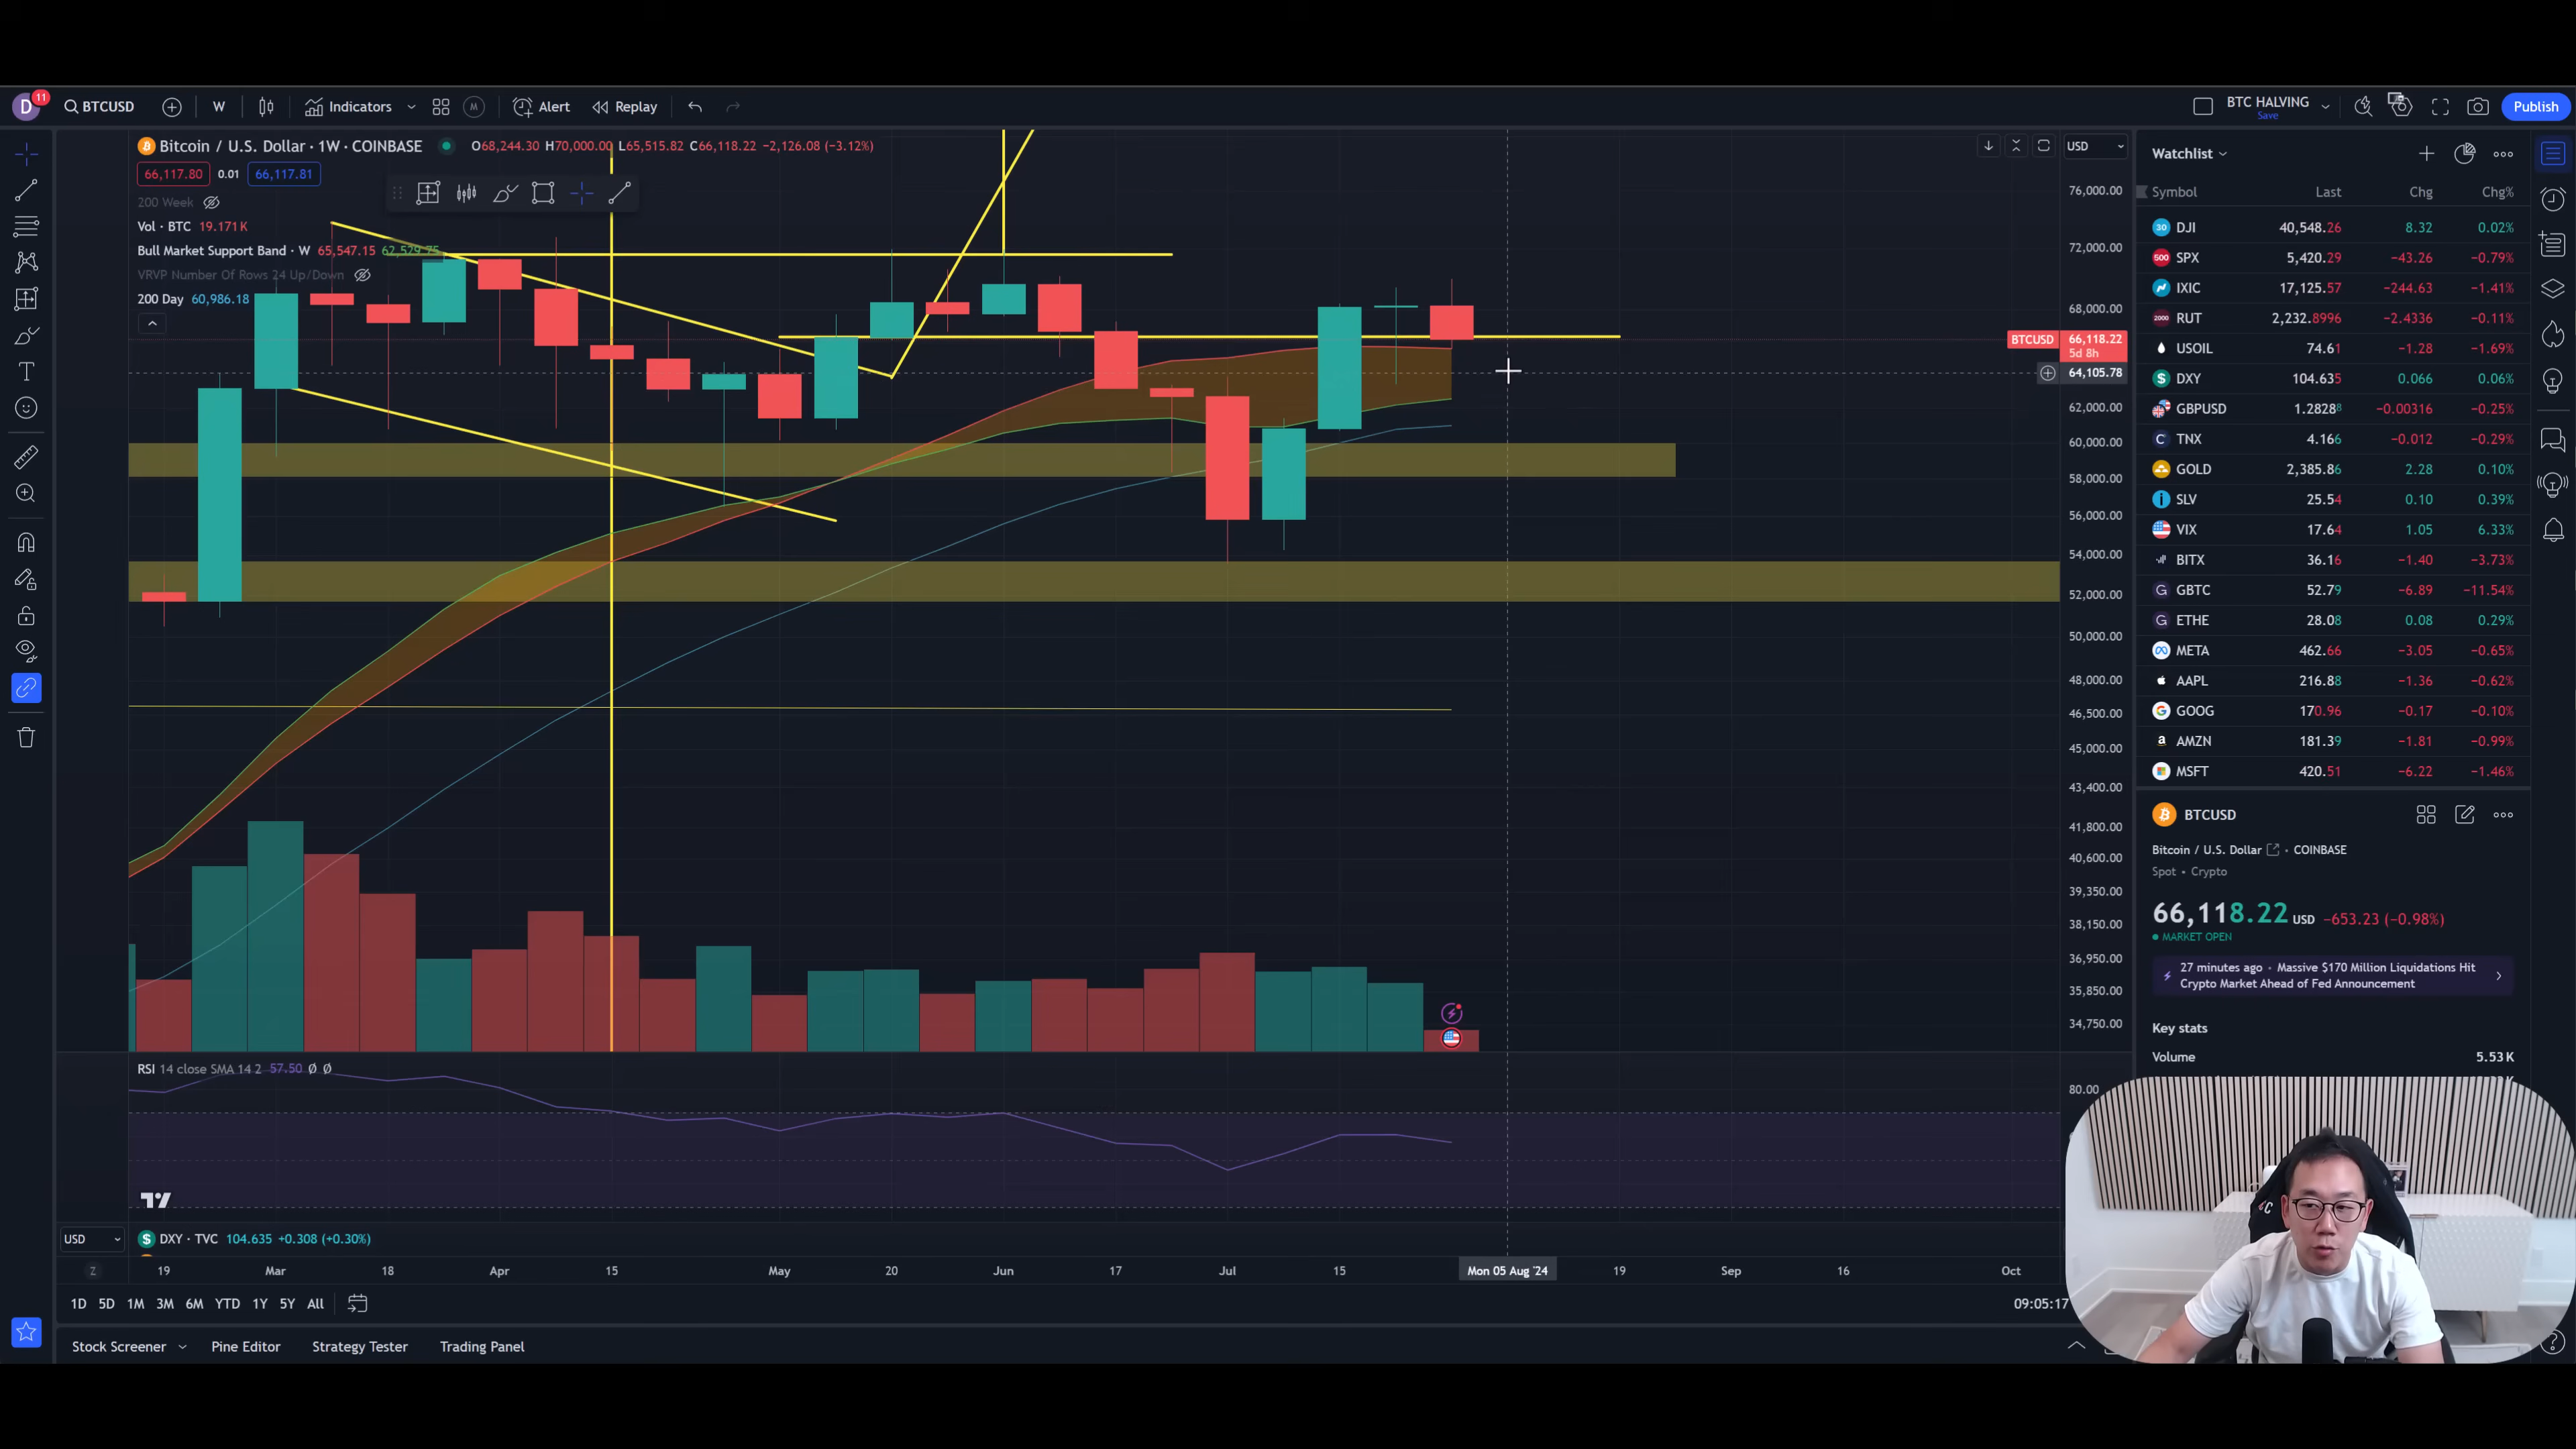 D 11 BTCUSD W Indicators M Alert Replay BTC HALVING Save Publish
Bitcoin / U.S. Dollar · 1W · COINBASE O68,244.30 H70,000.00 L65,515.82 C66,118.22 −2,126.08 (−3.12%)
66,117.80 0.01 66,117.81
200 Week
Vol · BTC 19.171K
Bull Market Support Band · W 65,547.15 62,529.75
VRVP Number Of Rows 24 Up/Down
200 Day 60,986.18
USD
76,000.00
72,000.00
68,000.00
BTCUSD 66,118.22
5d 8h
64,105.78
62,000.00
60,000.00
58,000.00
56,000.00
54,000.00
52,000.00
50,000.00
48,000.00
46,500.00
45,000.00
43,400.00
41,800.00
40,600.00
39,350.00
38,150.00
36,950.00
35,850.00
34,750.00
RSI 14 close SMA 14 2 57.50 Ø Ø
80.00
USD DXY · TVC 104.635 +0.308 (+0.30%)
Z 19 Mar 18 Apr 15 May 20 Jun 17 Jul 15 Mon 05 Aug '24 19 Sep 16 Oct
1D 5D 1M 3M 6M YTD 1Y 5Y All 09:05:17
Stock Screener Pine Editor Strategy Tester Trading Panel
Watchlist
Symbol Last Chg Chg%
30 DJI 40,548.26 8.32 0.02%
500 SPX 5,420.29 −43.26 −0.79%
IXIC 17,125.57 −244.63 −1.41%
2000 RUT 2,232.8996 −2.4336 −0.11%
USOIL 74.61 −1.28 −1.69%
DXY 104.635 0.066 0.06%
GBPUSD 1.28288 −0.00316 −0.25%
C TNX 4.166 −0.012 −0.29%
GOLD 2,385.86 2.28 0.10%
SLV 25.54 0.10 0.39%
VIX 17.64 1.05 6.33%
BITX 36.16 −1.40 −3.73%
G GBTC 52.79 −6.89 −11.54%
G ETHE 28.08 0.08 0.29%
META 462.66 −3.05 −0.65%
AAPL 216.88 −1.36 −0.62%
GOOG 170.96 −0.17 −0.10%
AMZN 181.39 −1.81 −0.99%
MSFT 420.51 −6.22 −1.46%
BTCUSD
Bitcoin / U.S. Dollar • COINBASE
Spot • Crypto
66,118.22 USD −653.23 (−0.98%)
MARKET OPEN
27 minutes ago • Massive $170 Million Liquidations Hit
Crypto Market Ahead of Fed Announcement
Key stats
Volume 5.53K